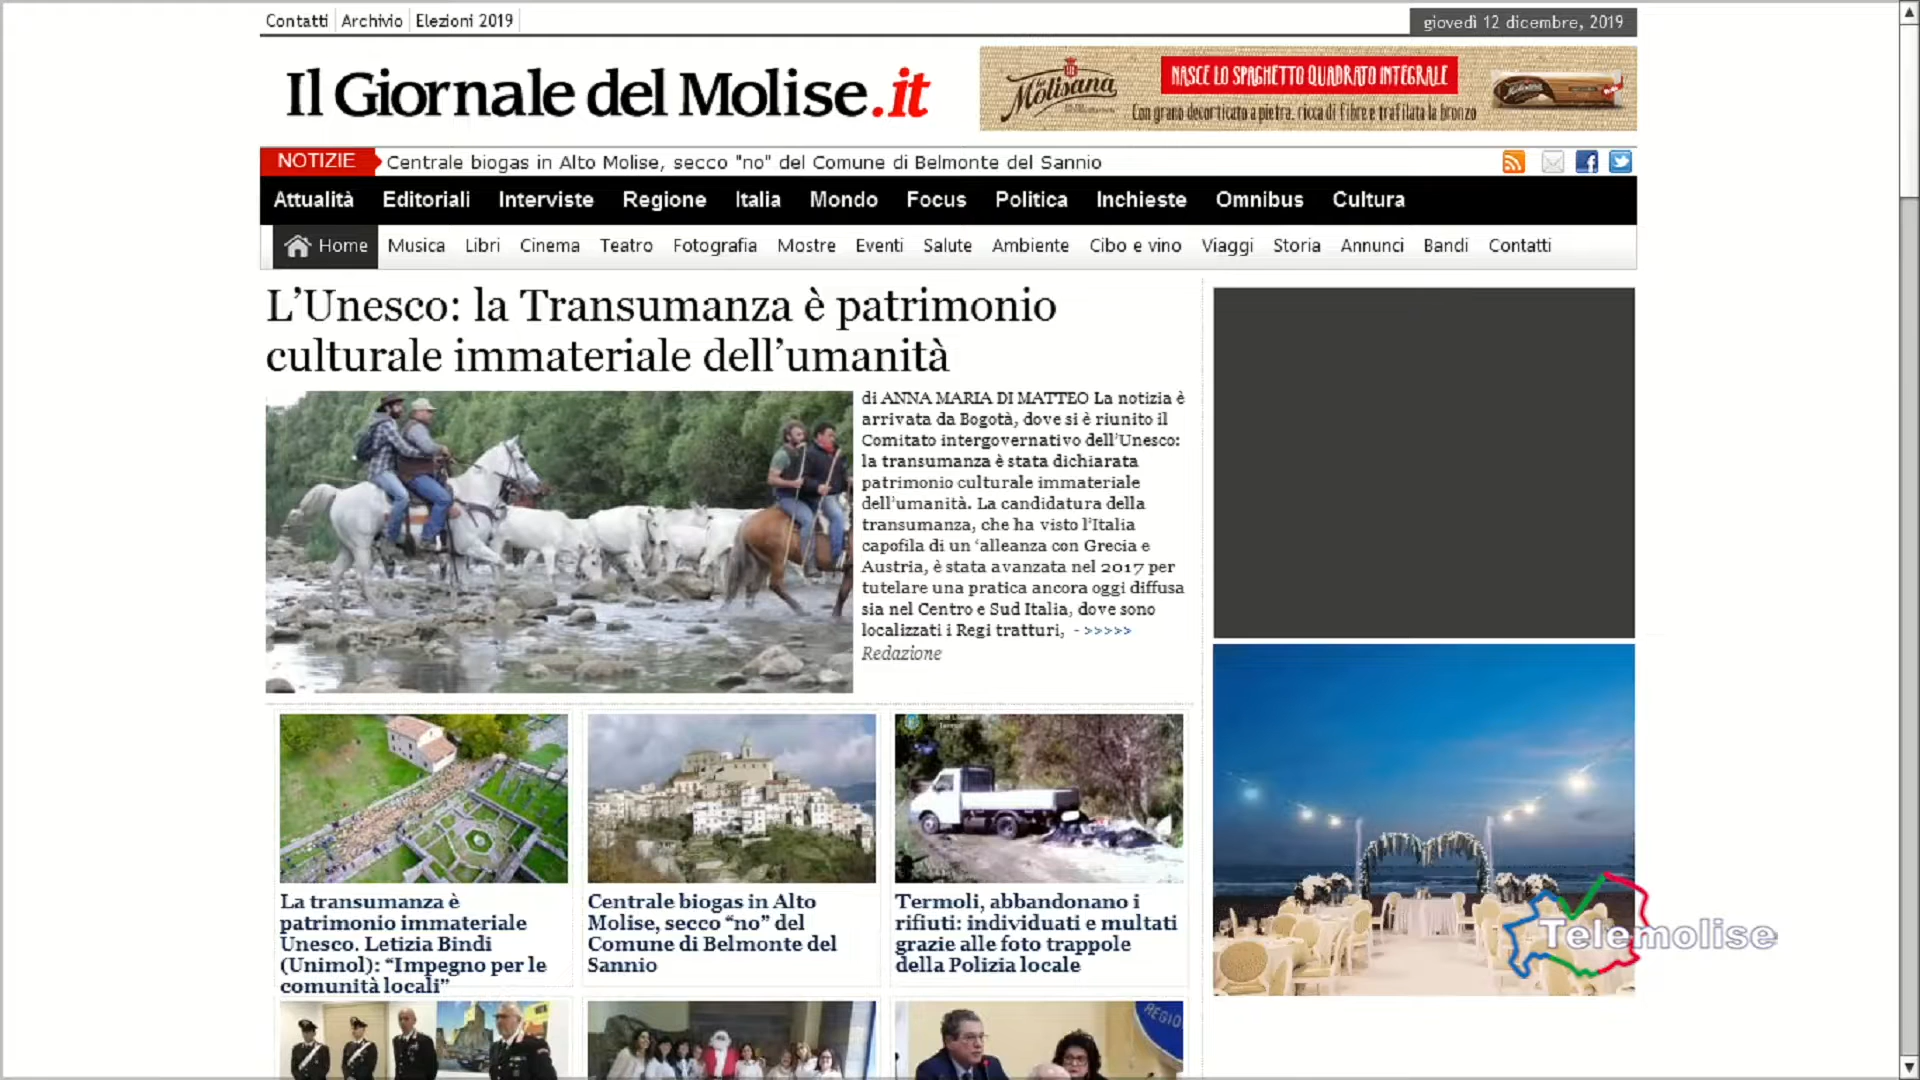 Contatti Archivio Elezioni 2019
giovedì 12 dicembre, 2019
Il Giornale del Molise.it
La Molisana
NASCE LO SPAGHETTO QUADRATO INTEGRALE
Con grano decorticato a pietra, ricca di fibre e trafilata la bronzo
NOTIZIE Centrale biogas in Alto Molise, secco "no" del Comune di Belmonte del Sannio
Attualità Editoriali Interviste Regione Italia Mondo Focus Politica Inchieste Omnibus Cultura
Home Musica Libri Cinema Teatro Fotografia Mostre Eventi Salute Ambiente Cibo e vino Viaggi Storia Annunci Bandi Contatti
L’Unesco: la Transumanza è patrimonio
culturale immateriale dell’umanità
di ANNA MARIA DI MATTEO La notizia è
arrivata da Bogotà, dove si è riunito il
Comitato intergovernativo dell’Unesco:
la transumanza è stata dichiarata
patrimonio culturale immateriale
dell’umanità. La candidatura della
transumanza, che ha visto l’Italia
capofila di un ‘alleanza con Grecia e
Austria, è stata avanzata nel 2017 per
tutelare una pratica ancora oggi diffusa
sia nel Centro e Sud Italia, dove sono
localizzati i Regi tratturi, - >>>>>
Redazione
La transumanza è
patrimonio immateriale
Unesco. Letizia Bindi
(Unimol): “Impegno per le
comunità locali”
Centrale biogas in Alto
Molise, secco “no” del
Comune di Belmonte del
Sannio
Termoli, abbandonano i
rifiuti: individuati e multati
grazie alle foto trappole
della Polizia locale
REGIO
Telemolise